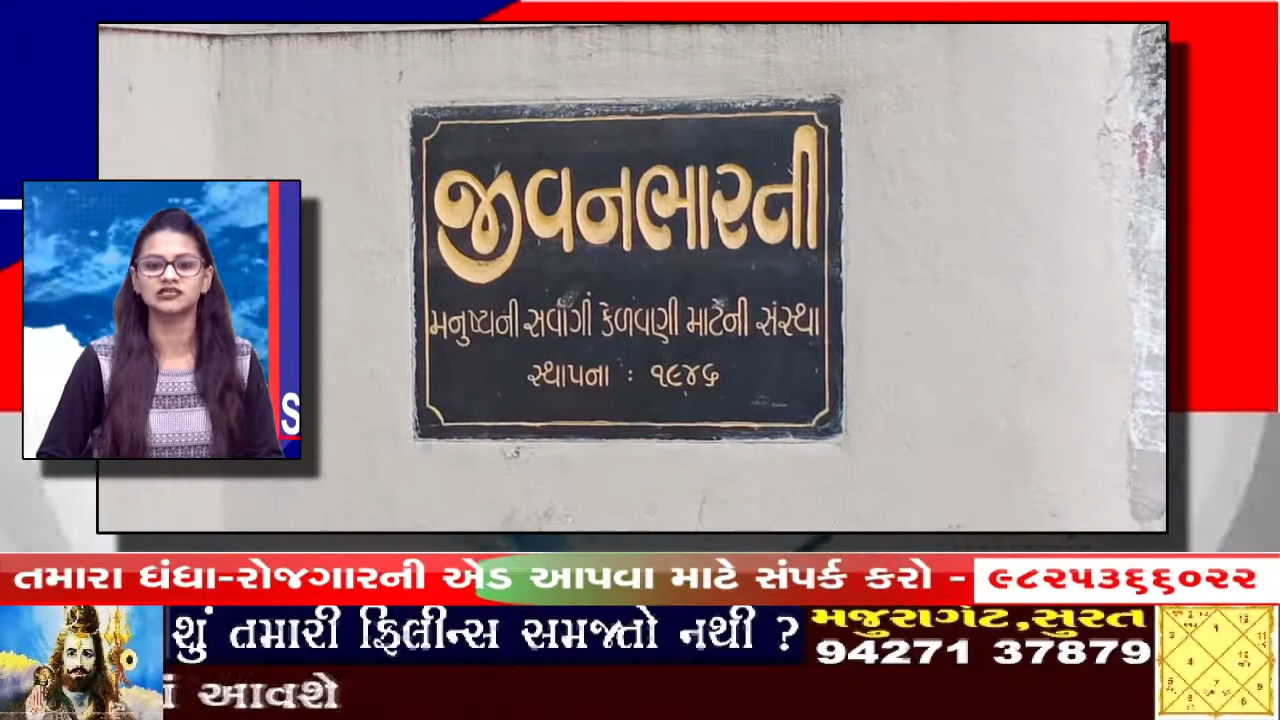 જીવનભારતી
મનુષ્યની સર્વાંગી કેળવણી માટેની સંસ્થા
સ્થાપના : ૧૯૪૬
S
તમારા ધંધા-રોજગારની એડ આપવા માટે સંપર્ક કરો - ૯૮૨૫૩૬૬૦૨૨
શું તમારી ફિલીન્સ સમજતો નથી ?
મજુરાગેટ,સુરત
94271 37879
આવશે